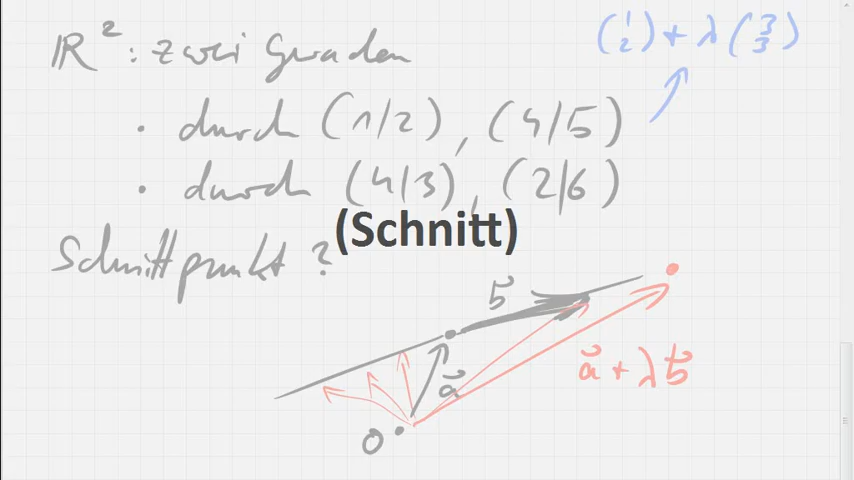 ℝ²: zwei Geraden
(1 2) + λ (3 3)
• durch (1/2), (4/5)
• durch (4/3), (2/6)
(Schnitt)
Schnittpunkt?
b⃗
a⃗
a⃗ + λb⃗
O